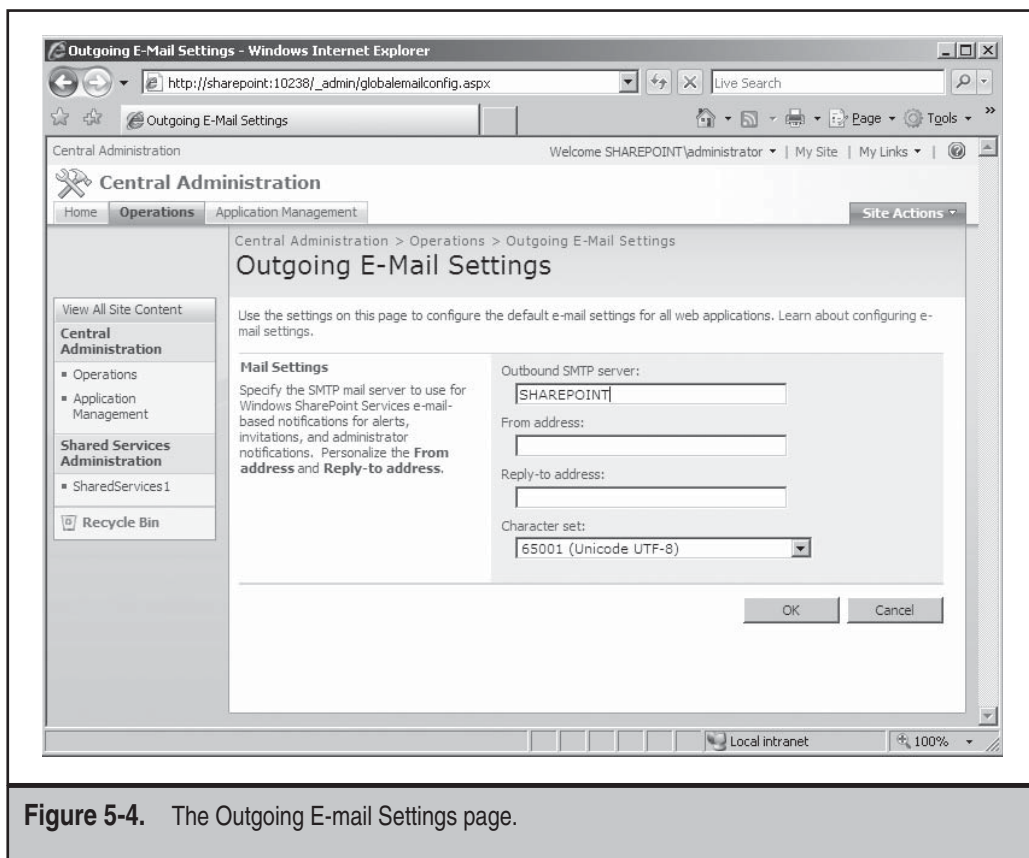 Outgoing E-Mail Settings - Windows Internet Explorer
http://sharepoint:10238/_admin/globalemailconfig.aspx
Live Search
Outgoing E-Mail Settings
Page
Tools
Central Administration
Welcome SHAREPOINT\administrator
My Site | My Links
Central Administration
Home
Operations
Application Management
Site Actions
Central Administration > Operations > Outgoing E-Mail Settings
Outgoing E-Mail Settings
View All Site Content
Central
Administration
Operations
Application
Management
Shared Services
Administration
SharedServices1
Recycle Bin
Use the settings on this page to configure the default e-mail settings for all web applications. Learn about configuring e-
mail settings.
Mail Settings
Specify the SMTP mail server to use for
Windows SharePoint Services e-mail-
based notifications for alerts,
invitations, and administrator
notifications. Personalize the From
address and Reply-to address.
Outbound SMTP server:
SHAREPOINT
From address:
Reply-to address:
Character set:
65001 (Unicode UTF-8)
OK
Cancel
Local intranet
100%
Figure 5-4. The Outgoing E-mail Settings page.